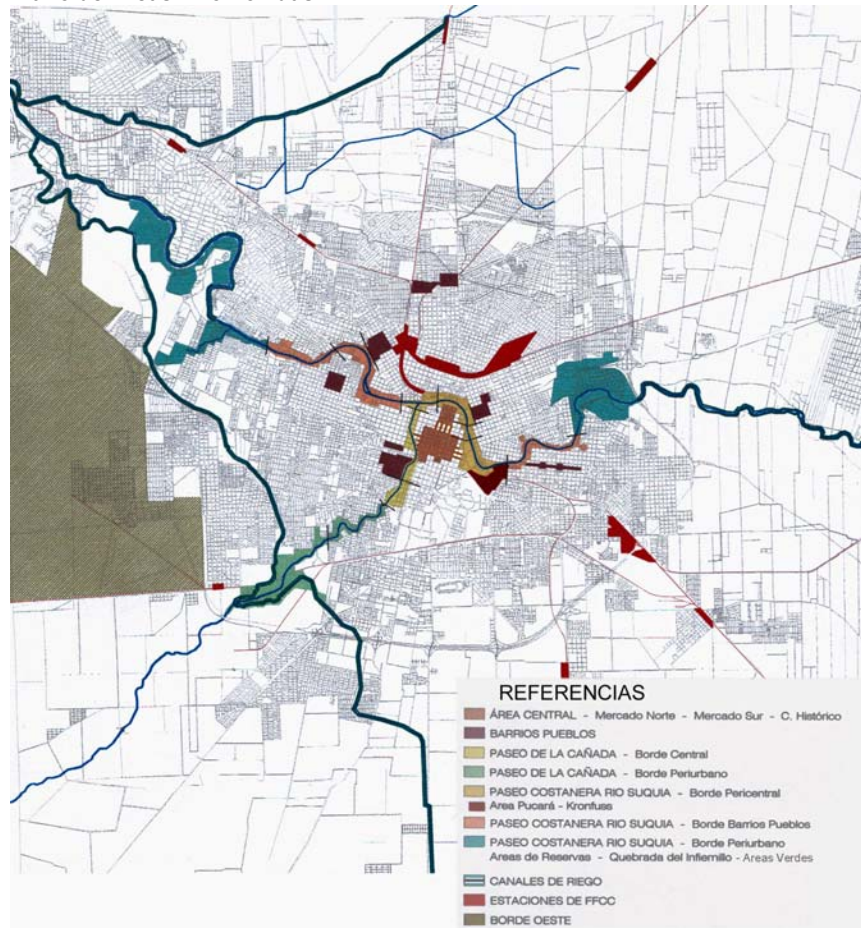 REFERENCIAS
ÁREA CENTRAL - Mercado Norte - Mercado Sur - C. Histórico
BARRIOS PUEBLOS
PASEO DE LA CAÑADA - Borde Central
PASEO DE LA CAÑADA - Borde Periurbano
PASEO COSTANERA RIO SUQUIA - Borde Pericentral
Area Pucará - Kronfuss
PASEO COSTANERA RIO SUQUIA - Borde Barrios Pueblos
PASEO COSTANERA RIO SUQUIA - Borde Periurbano
Areas de Reservas - Quebrada del Infiernillo - Areas Verdes
CANALES DE RIEGO
ESTACIONES DE FFCC
BORDE OESTE